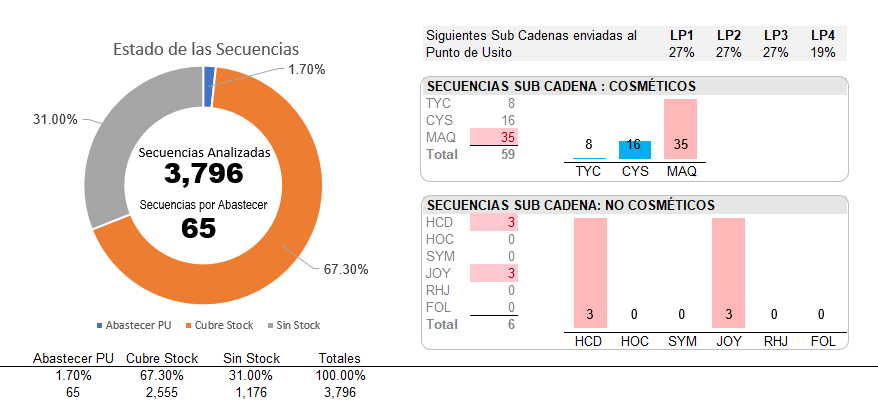 Estado de las Secuencias
1.70%
31.00%
Secuencias Analizadas
3,796
Secuencias por Abastecer
65
67.30%
Abastecer PU Cubre Stock Sin Stock
Abastecer PU Cubre Stock Sin Stock Totales
1.70% 67.30% 31.00% 100.00%
65 2,555 1,176 3,796
Siguientes Sub Cadenas enviadas al LP1 LP2 LP3 LP4
Punto de Usito 27% 27% 27% 19%
SECUENCIAS SUB CADENA : COSMÉTICOS
TYC 8
CYS 16
MAQ 35
Total 59
8 16 35
TYC CYS MAQ
SECUENCIAS SUB CADENA: NO COSMÉTICOS
HCD 3
HOC 0
SYM 0
JOY 3
RHJ 0
FOL 0
Total 6
3 0 0 3 0 0
HCD HOC SYM JOY RHJ FOL